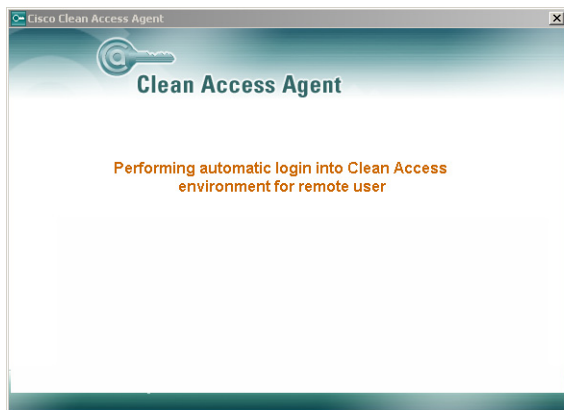 Cisco Clean Access Agent
Clean Access Agent
Performing automatic login into Clean Access
environment for remote user